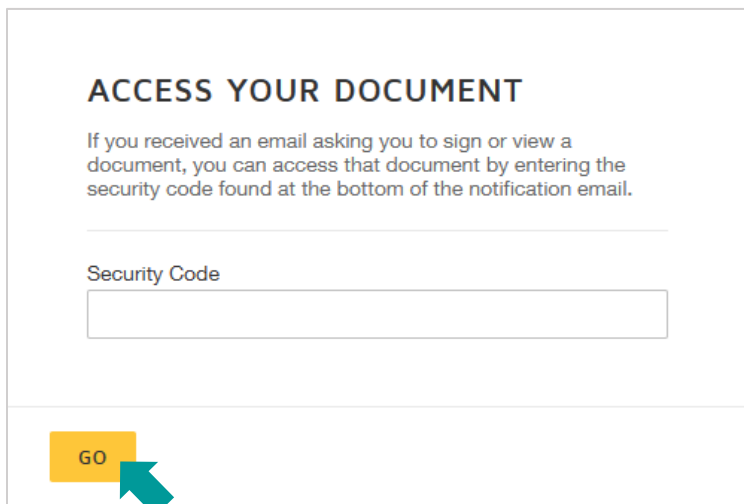 ACCESS YOUR DOCUMENT
If you received an email asking you to sign or view a
document, you can access that document by entering the
security code found at the bottom of the notification email.
Security Code
GO